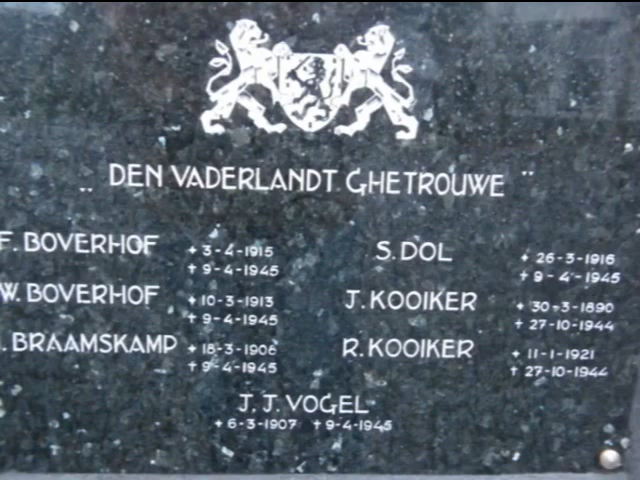 „ DEN VADERLANDT GHETROUWE "
F. BOVERHOF + 3-4-1915
+ 9-4-1945
W. BOVERHOF + 10-3-1913
+ 9-4-1945
. BRAAMSKAMP + 18-3-1906
+ 9-4-1945
S. DOL + 26-3-1916
+ 9-4-1945
J. KOOIKER + 30-3-1890
+ 27-10-1944
R. KOOIKER + 11-1-1921
+ 27-10-1944
J. J. VOGEL
+ 6-3-1907 + 9-4-1945